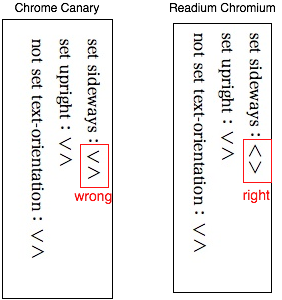 Chrome Canary
set sideways : <>
wrong
set upright : <>
not set text-orientation : <>
Readium Chromium
set sideways : <>
right
set upright : <>
not set text-orientation : <>